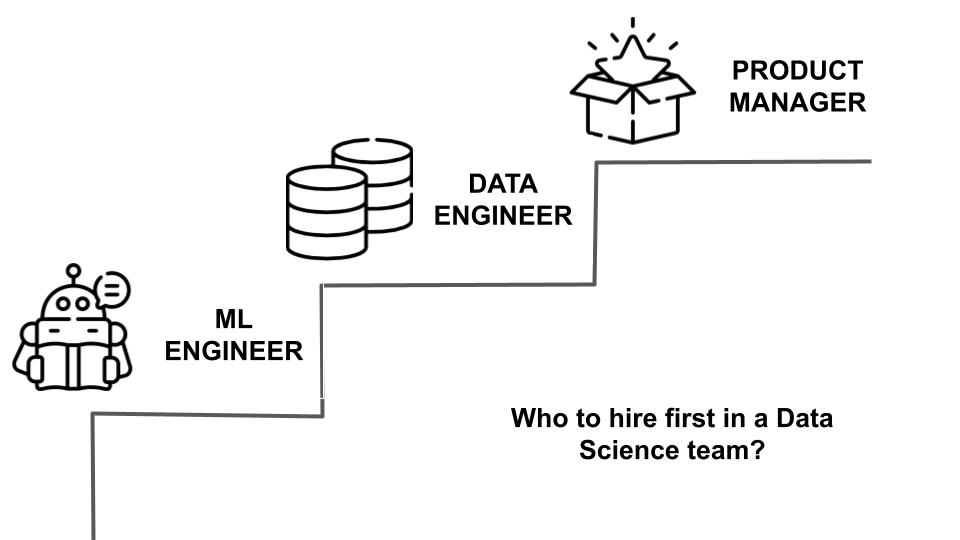 PRODUCT
MANAGER
DATA
ENGINEER
ML
ENGINEER
Who to hire first in a Data
Science team?